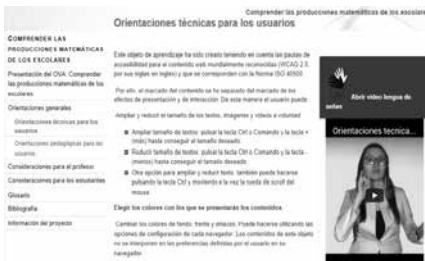 Comprender las producciones matemáticas de los escolares
Orientaciones técnicas para los usuarios
COMPRENDER LAS
PRODUCCIONES MATEMÁTICAS
DE LOS ESCOLARES
Presentación del OVA: Comprender
las producciones matemáticas de los
escolares
Orientaciones generales
Orientaciones técnicas para los
usuarios
Orientaciones pedagógicas para los
usuarios
Consideraciones para el profesor
Consideraciones para los estudiantes
Glosario
Bibliografía
Información del proyecto
Este objeto de aprendizaje ha sido creado teniendo en cuenta las pautas de
accesibilidad para el contenido web mundialmente reconocidas (WCAG 2.0,
por sus siglas en ingles) y que se corresponden con la Norma ISO 40500.
Por ello, el marcado del contenido se ha separado del marcado de los
efectos de presentación y de interacción. De esta manera el usuario puede:
Ampliar y reducir el tamaño de los textos, imágenes y videos a voluntad
Ampliar tamaño de textos: pulsar la tecla Ctrl o Comando y la tecla +
(más) hasta conseguir el tamaño deseado.
Reducir tamaño de textos: pulsar la tecla Ctrl o Comando y la tecla -
(menos) hasta conseguir el tamaño deseado.
Otra opción para ampliar y reducir texto: también puede hacerse
pulsando la tecla Ctrl y moviendo a la vez la rueda de scroll del
mouse.
Elegir los colores con los que se presentarán los contenidos.
Cambiar los colores de fondo, frente y enlaces. Puede hacerse utilizando las
opciones de configuración de cada navegador. Los contenidos de este objeto
no se interponen en las preferencias definidas por el usuario en su
navegador.
Abrir video lengua de
señas
Orientaciones tecnica...